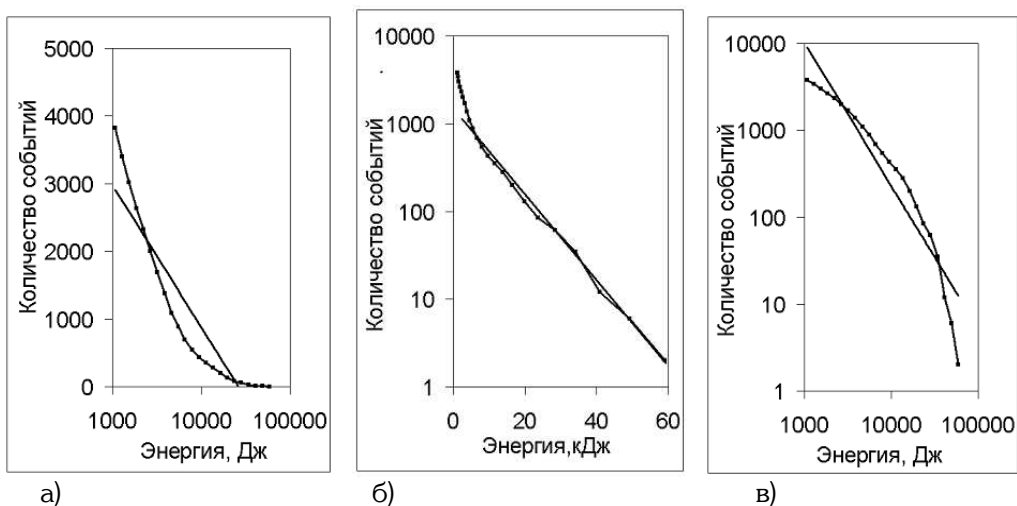 5000
4000
3000
2000
1000
0
1000 10000 100000
Количество событий
Энергия, Дж
а)
10000
1000
100
10
1
0 20 40 60
Количество событий
Энергия,кДж
б)
10000
1000
100
10
1
1000 10000 100000
Количество событий
Энергия, Дж
в)